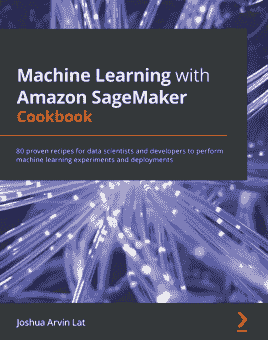 Machine Learning with
Amazon SageMaker
Cookbook
80 proven recipes for data scientists and developers to perform
machine learning experiments and deployments
Joshua Arvin Lat